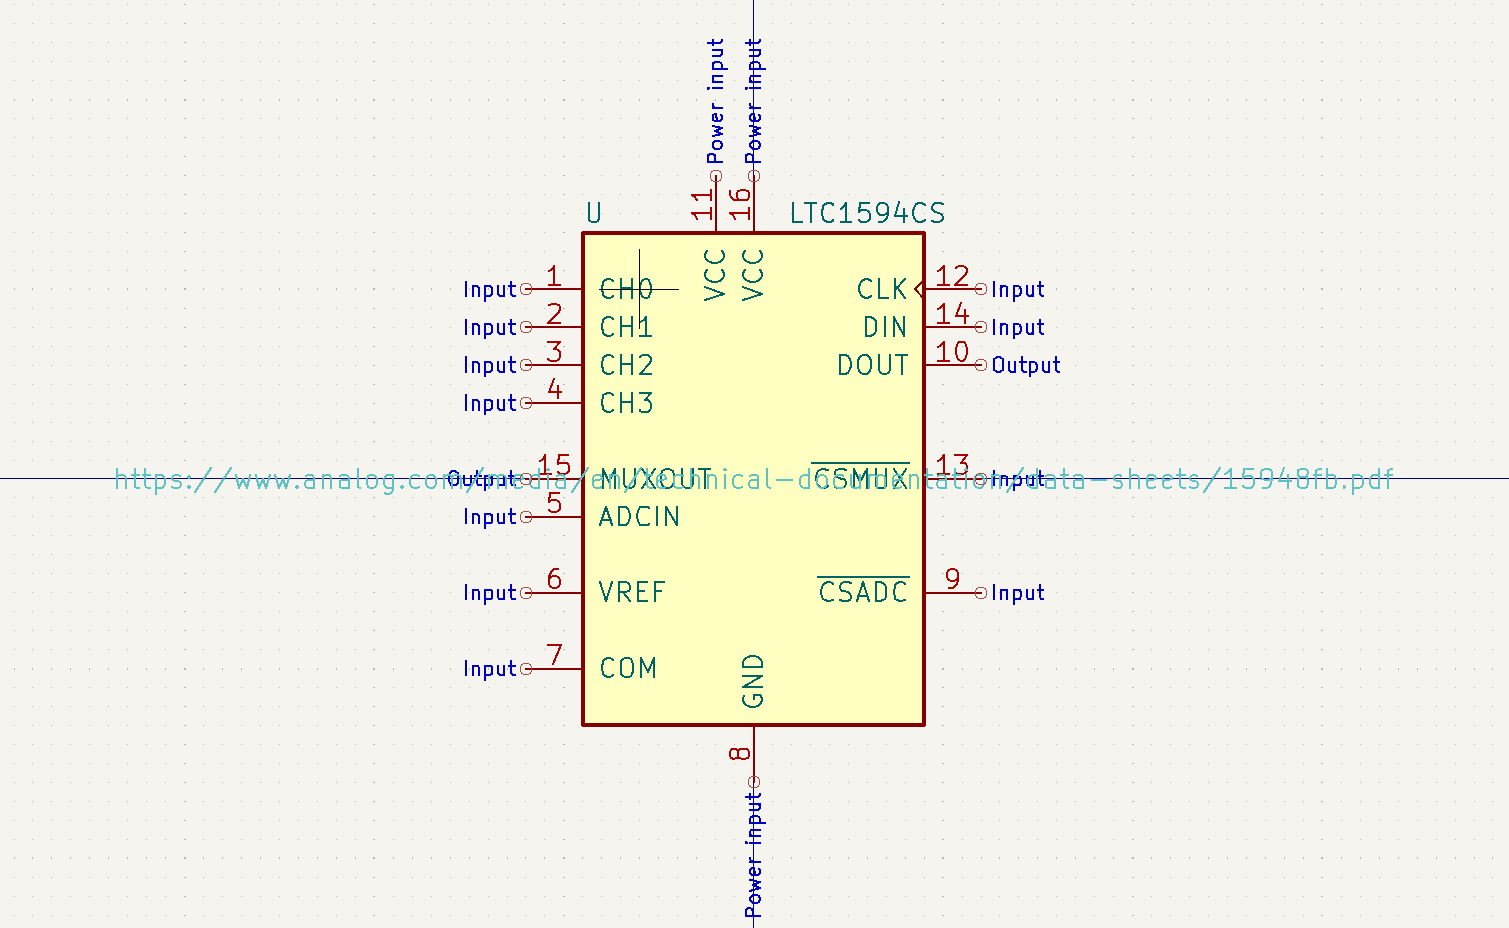 Power input
Power input
11
16
U
LTC1594CS
VCC
VCC
Input 1 CH0
CLK 12 Input
Input 2 CH1
DIN 14 Input
Input 3 CH2
DOUT 10 Output
Input 4 CH3
Output 15 MUXOUT
CSMUX 13 Input
https://www.analog.com/media/en/technical-documentation/data-sheets/15948fb.pdf
Input 5 ADCIN
Input 6 VREF
CSADC 9 Input
Input 7 COM
GND
8
Power input